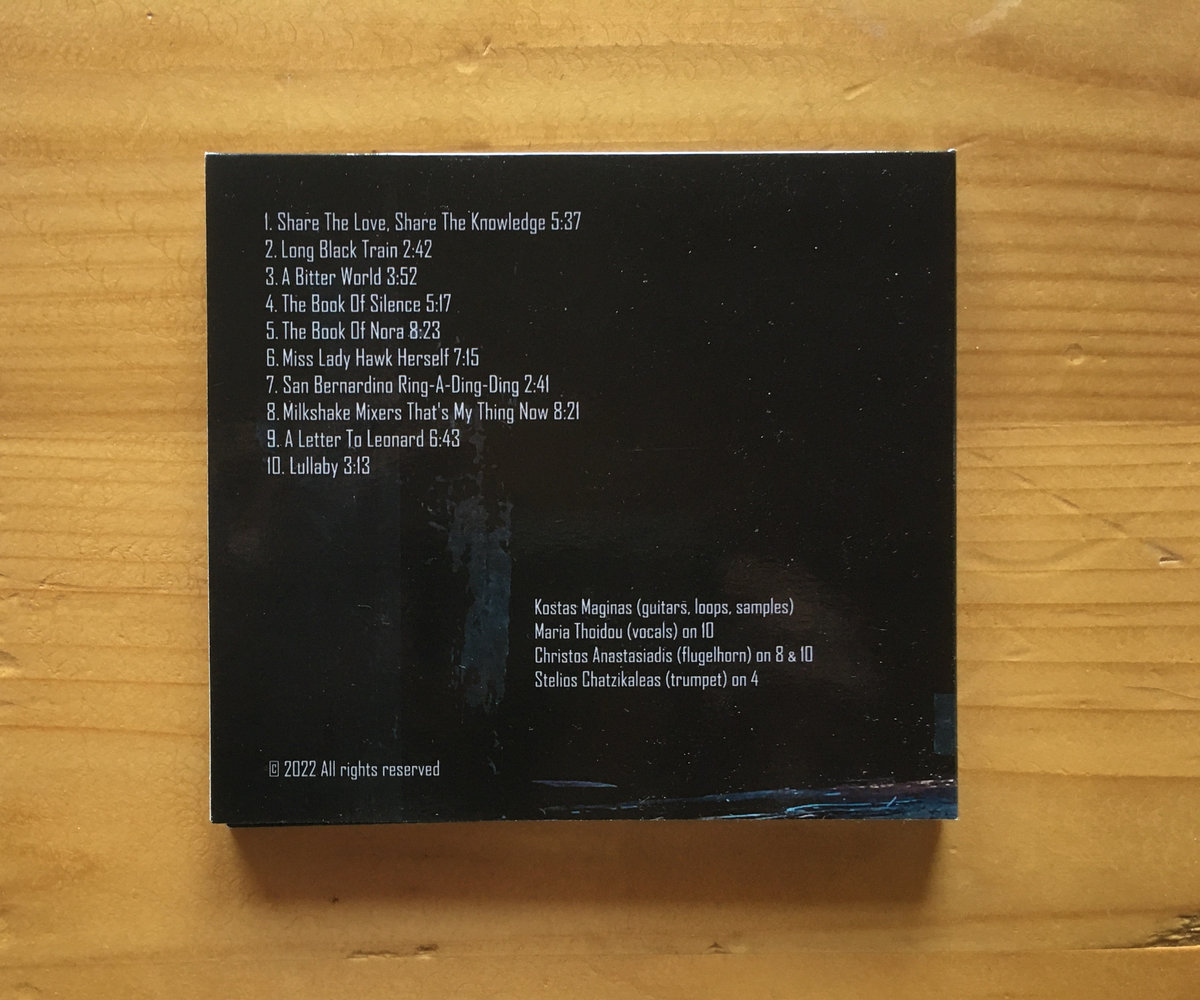 1. Share The Love, Share The Knowledge 5:37
2. Long Black Train 2:42
3. A Bitter World 3:52
4. The Book Of Silence 5:17
5. The Book Of Nora 8:23
6. Miss Lady Hawk Herself 7:15
7. San Bernardino Ring-A-Ding-Ding 2:41
8. Milkshake Mixers That's My Thing Now 8:21
9. A Letter To Leonard 6:43
10. Lullaby 3:13
Kostas Maginas (guitars, loops, samples)
Maria Thoidou (vocals) on 10
Christos Anastasiadis (flugelhorn) on 8 & 10
Stelios Chatzikaleas (trumpet) on 4
© 2022 All rights reserved